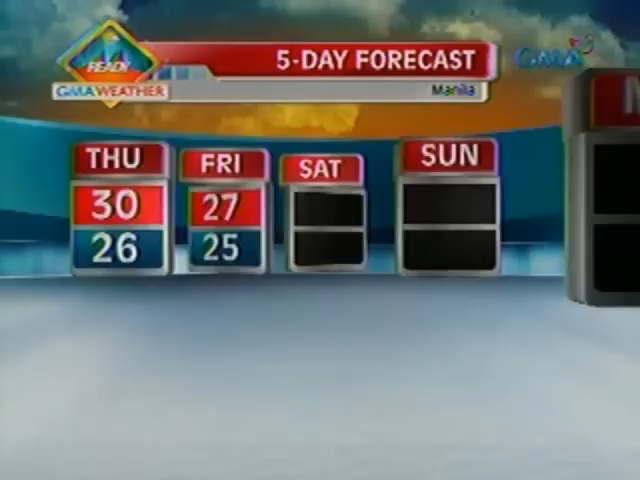 5-DAY FORECAST
READY
GMA WEATHER
Manila
GMA
THU
FRI
SAT
SUN
30
27
26
25